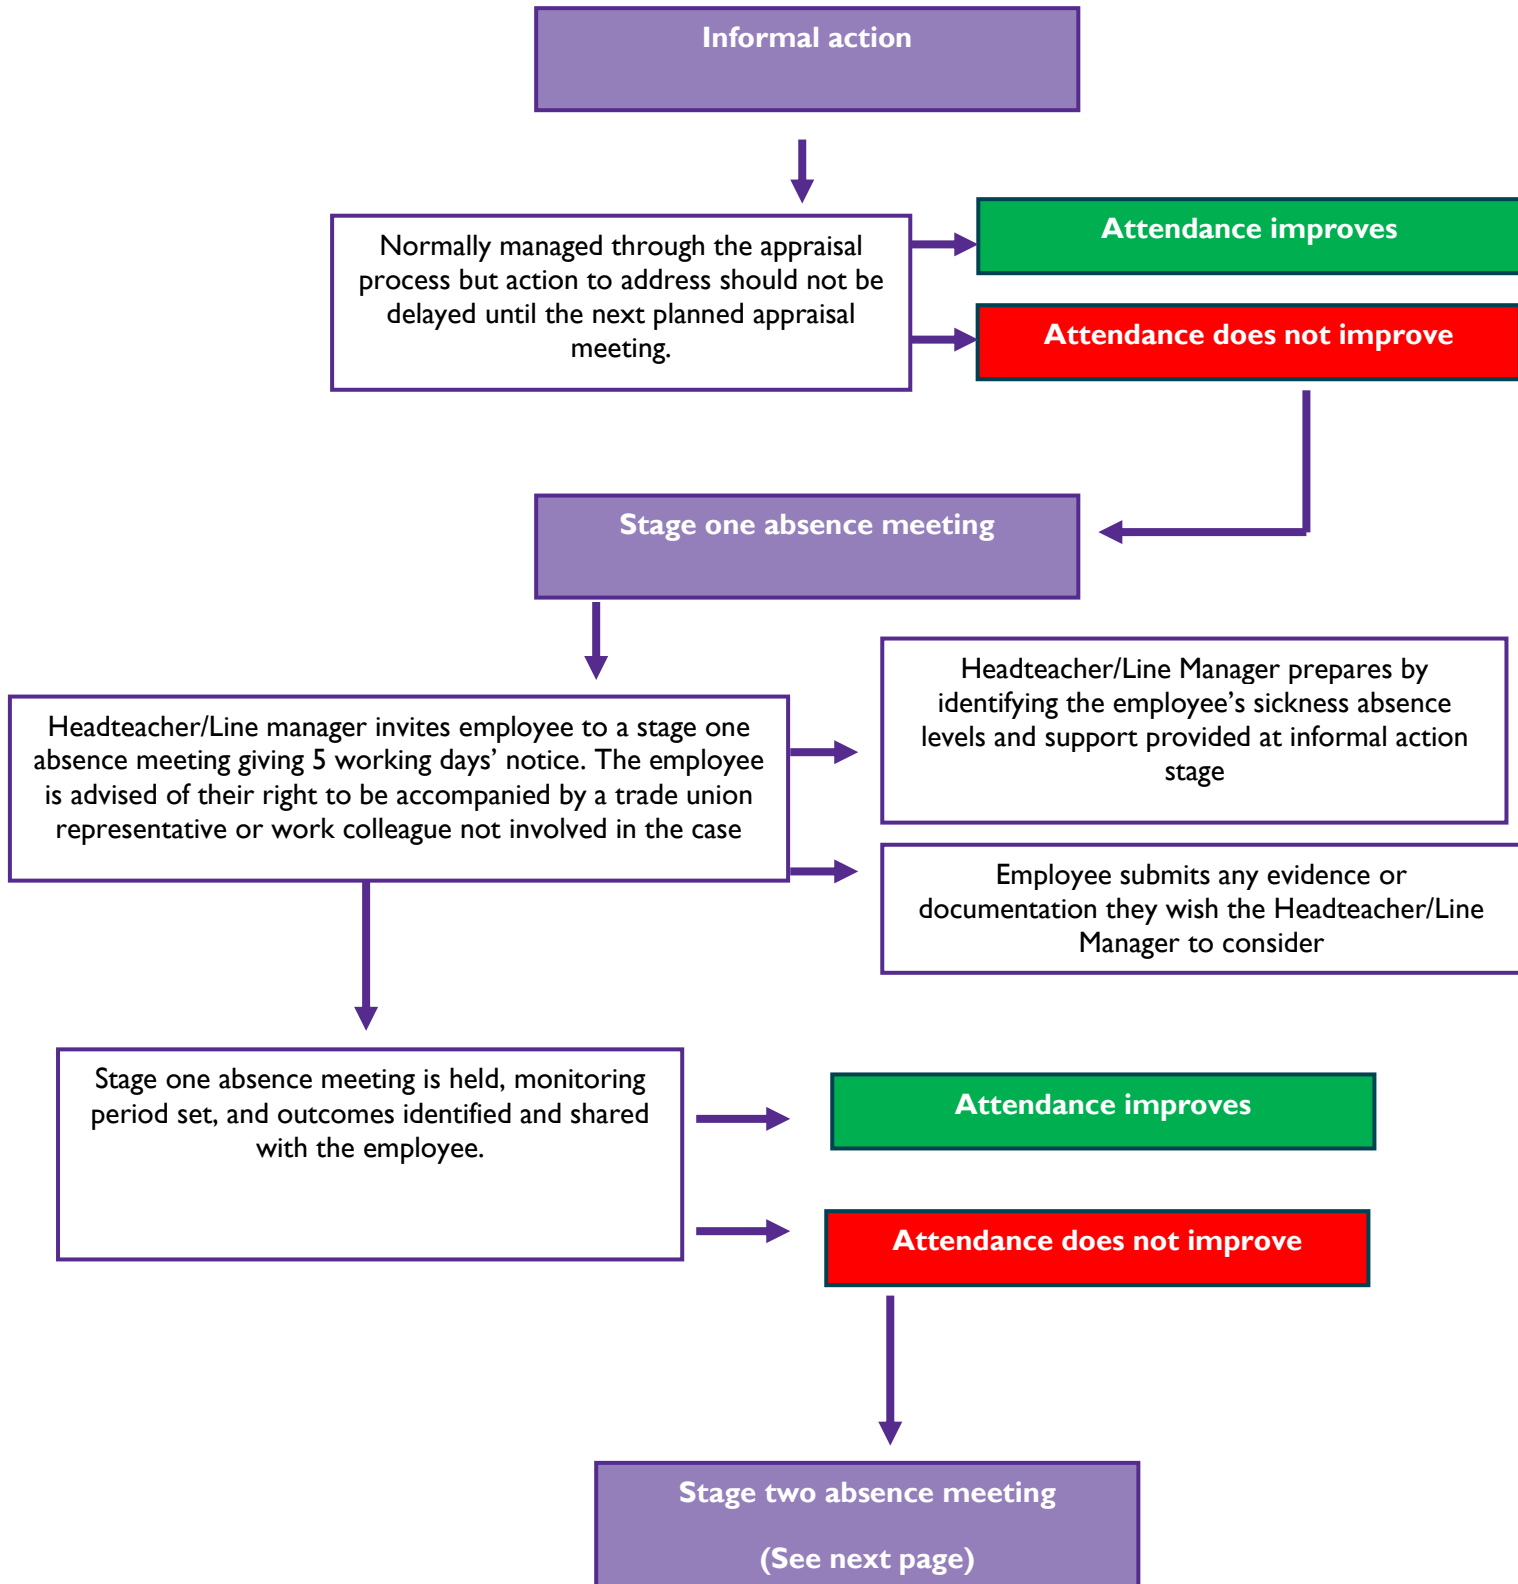 Informal action
Normally managed through the appraisal
process but action to address should not be
delayed until the next planned appraisal
meeting.
Attendance improves
Attendance does not improve
Stage one absence meeting
Headteacher/Line manager invites employee to a stage one
absence meeting giving 5 working days’ notice. The employee
is advised of their right to be accompanied by a trade union
representative or work colleague not involved in the case
Headteacher/Line Manager prepares by
identifying the employee’s sickness absence
levels and support provided at informal action
stage
Employee submits any evidence or
documentation they wish the Headteacher/Line
Manager to consider
Stage one absence meeting is held, monitoring
period set, and outcomes identified and shared
with the employee.
Attendance improves
Attendance does not improve
Stage two absence meeting
(See next page)